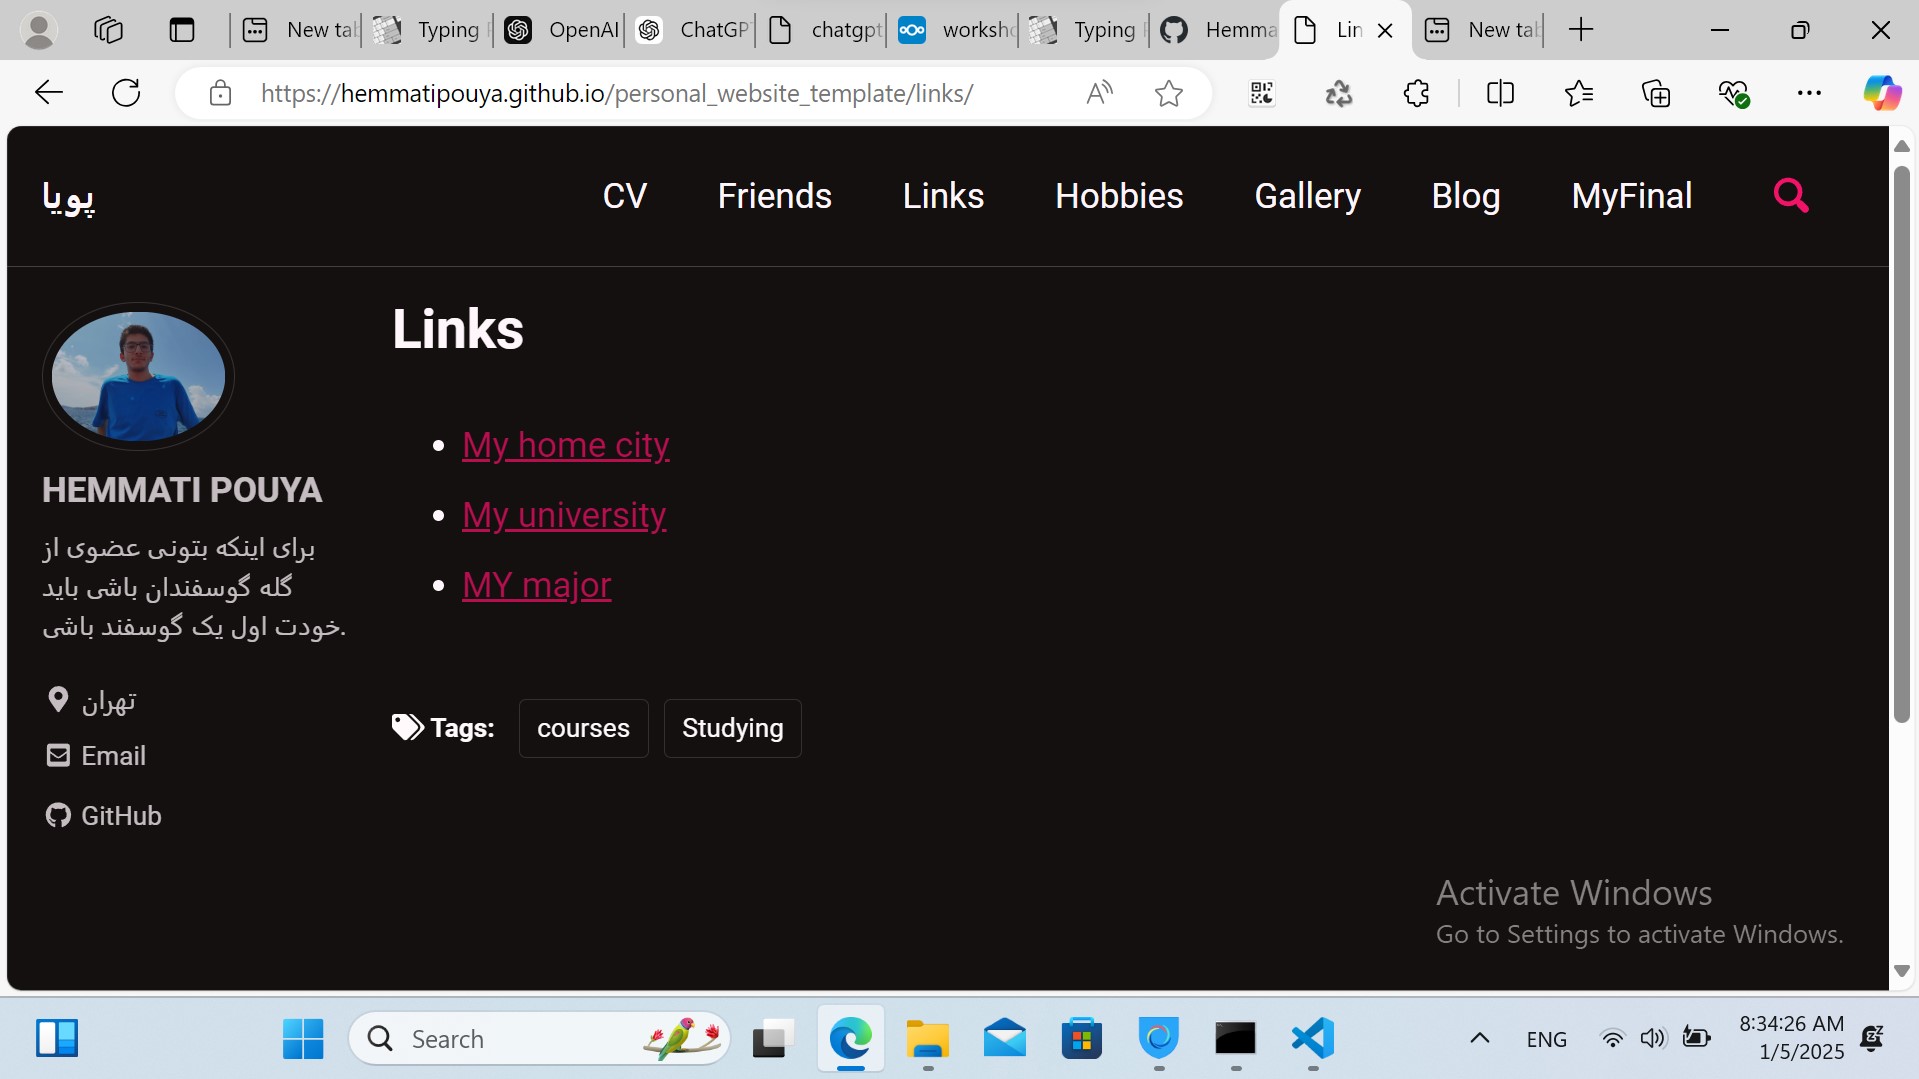 New tab
Typing
OpenAI
ChatGP
chatgpt
worksh
Typing
Hemma
Lin
New tab
https://hemmatipouya.github.io/personal_website_template/links/
پویا
CV
Friends
Links
Hobbies
Gallery
Blog
MyFinal
Links
My home city
My university
MY major
HEMMATI POUYA
برای اینکه بتونی عضوی از
گله گوسفندان باشی باید
خودت اول یک گوسفند باشی.
تهران
Email
GitHub
Tags:
courses
Studying
Activate Windows
Go to Settings to activate Windows.
Search
ENG
8:34:26 AM
1/5/2025